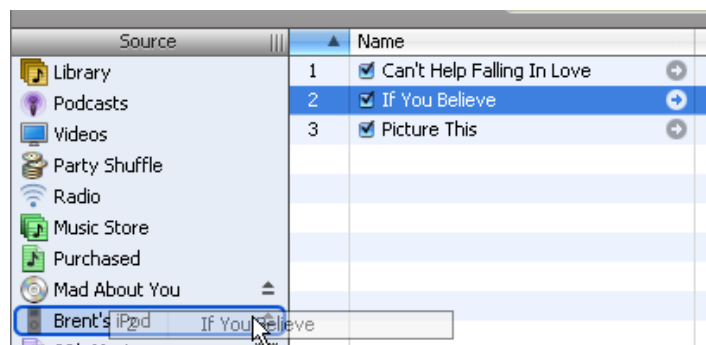 Source
Library
Podcasts
Videos
Party Shuffle
Radio
Music Store
Purchased
Mad About You
Brent's iPod
Name
1 Can't Help Falling In Love
2 If You Believe
3 Picture This
2 If You Believe